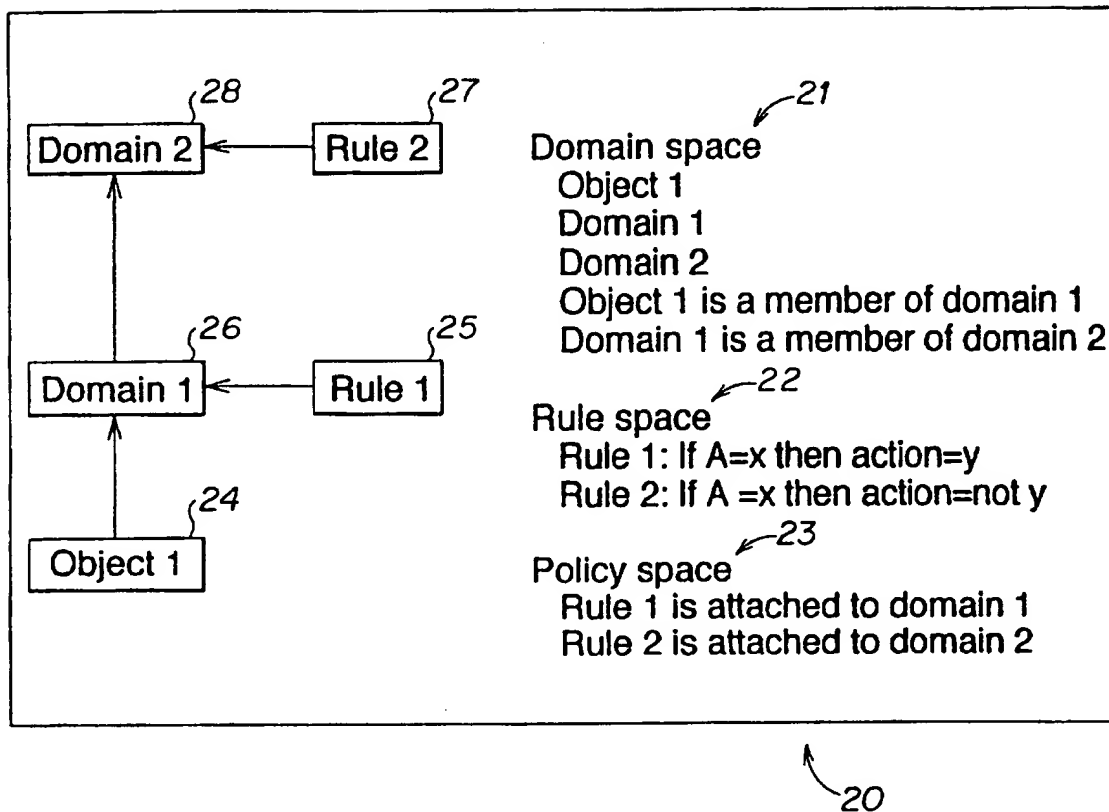 28
27
Domain 2
Rule 2
26
25
Domain 1
Rule 1
24
Object 1
21
Domain space
Object 1
Domain 1
Domain 2
Object 1 is a member of domain 1
Domain 1 is a member of domain 2
22
Rule space
Rule 1: If A=x then action=y
Rule 2: If A =x then action=not y
23
Policy space
Rule 1 is attached to domain 1
Rule 2 is attached to domain 2
20